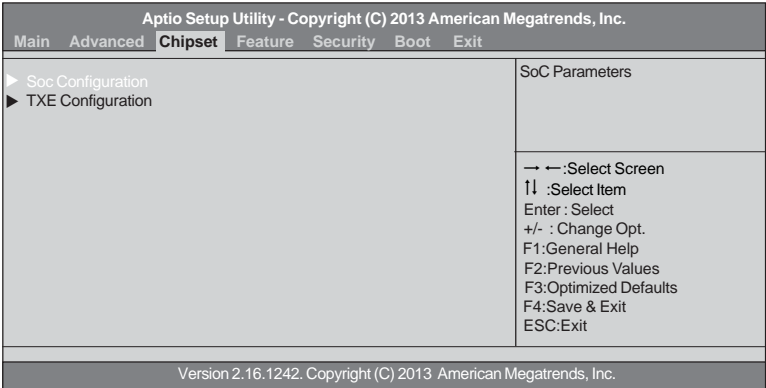 Aptio Setup Utility - Copyright (C) 2013 American Megatrends, Inc.
Main Advanced Chipset Feature Security Boot Exit
▶ Soc Configuration
▶ TXE Configuration
SoC Parameters
→ ←:Select Screen
↑↓ :Select Item
Enter : Select
+/- : Change Opt.
F1:General Help
F2:Previous Values
F3:Optimized Defaults
F4:Save & Exit
ESC:Exit
Version 2.16.1242. Copyright (C) 2013 American Megatrends, Inc.